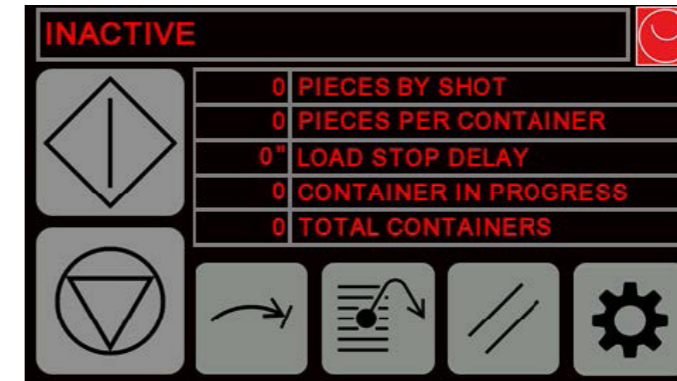 INACTIVE
0 PIECES BY SHOT
0 PIECES PER CONTAINER
0" LOAD STOP DELAY
0 CONTAINER IN PROGRESS
0 TOTAL CONTAINERS